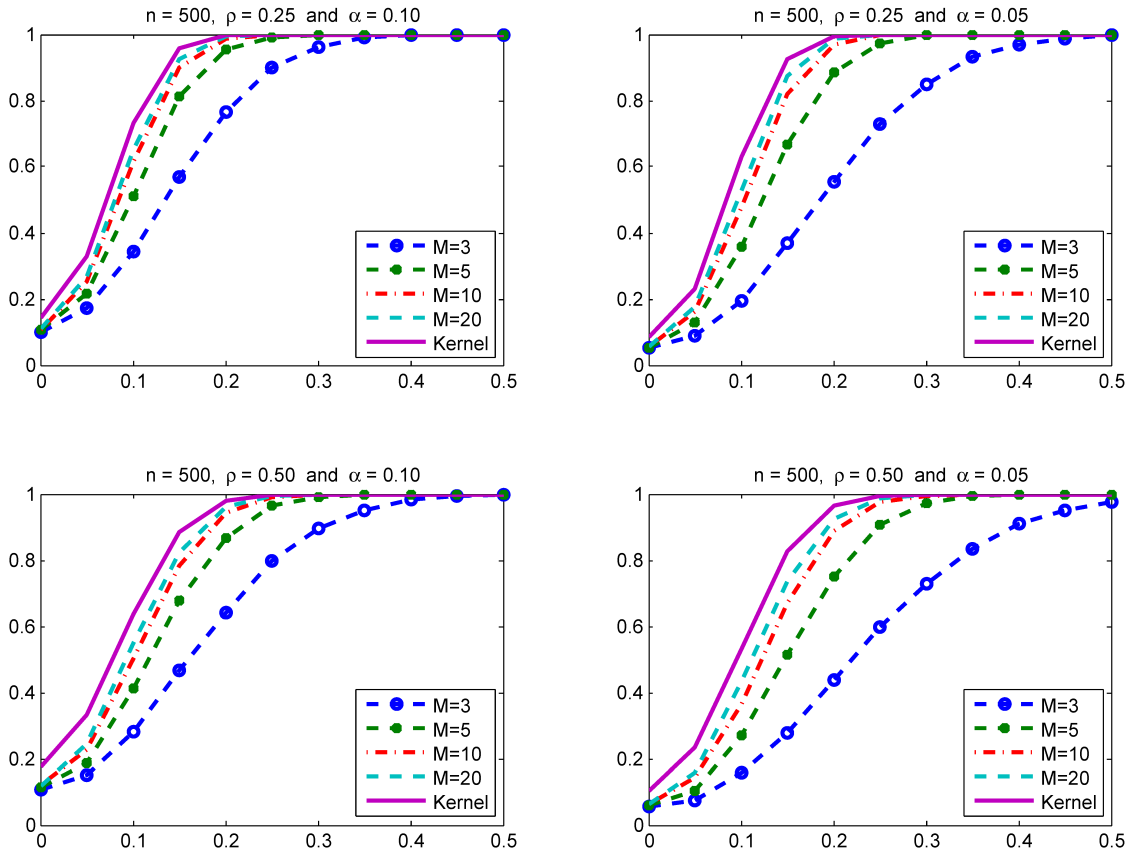 n = 500, ρ = 0.25 and α = 0.10
1
0.8
0.6
0.4
0.2
0
0 0.1 0.2 0.3 0.4 0.5
M=3
M=5
M=10
M=20
Kernel
n = 500, ρ = 0.25 and α = 0.05
1
0.8
0.6
0.4
0.2
0
0 0.1 0.2 0.3 0.4 0.5
M=3
M=5
M=10
M=20
Kernel
n = 500, ρ = 0.50 and α = 0.10
1
0.8
0.6
0.4
0.2
0
0 0.1 0.2 0.3 0.4 0.5
M=3
M=5
M=10
M=20
Kernel
n = 500, ρ = 0.50 and α = 0.05
1
0.8
0.6
0.4
0.2
0
0 0.1 0.2 0.3 0.4 0.5
M=3
M=5
M=10
M=20
Kernel